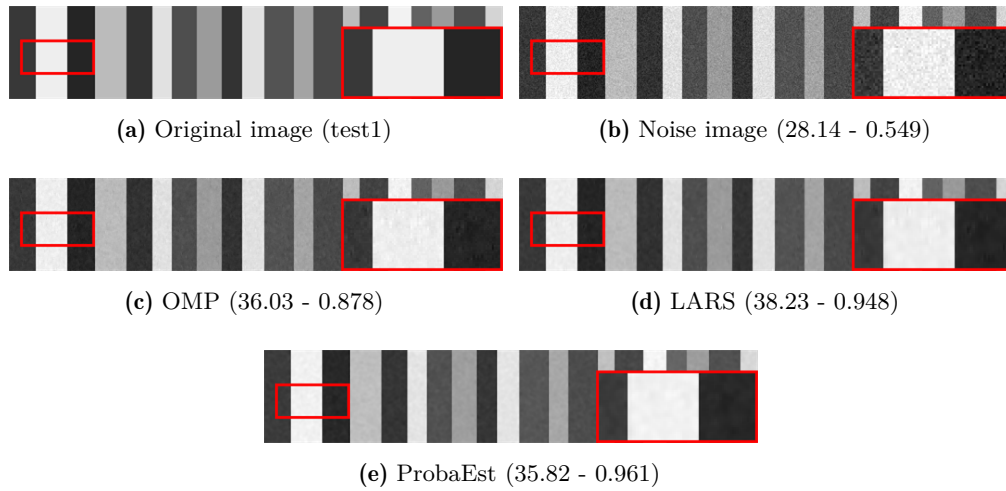 (a) Original image (test1)
(b) Noise image (28.14 - 0.549)
(c) OMP (36.03 - 0.878)
(d) LARS (38.23 - 0.948)
(e) ProbaEst (35.82 - 0.961)